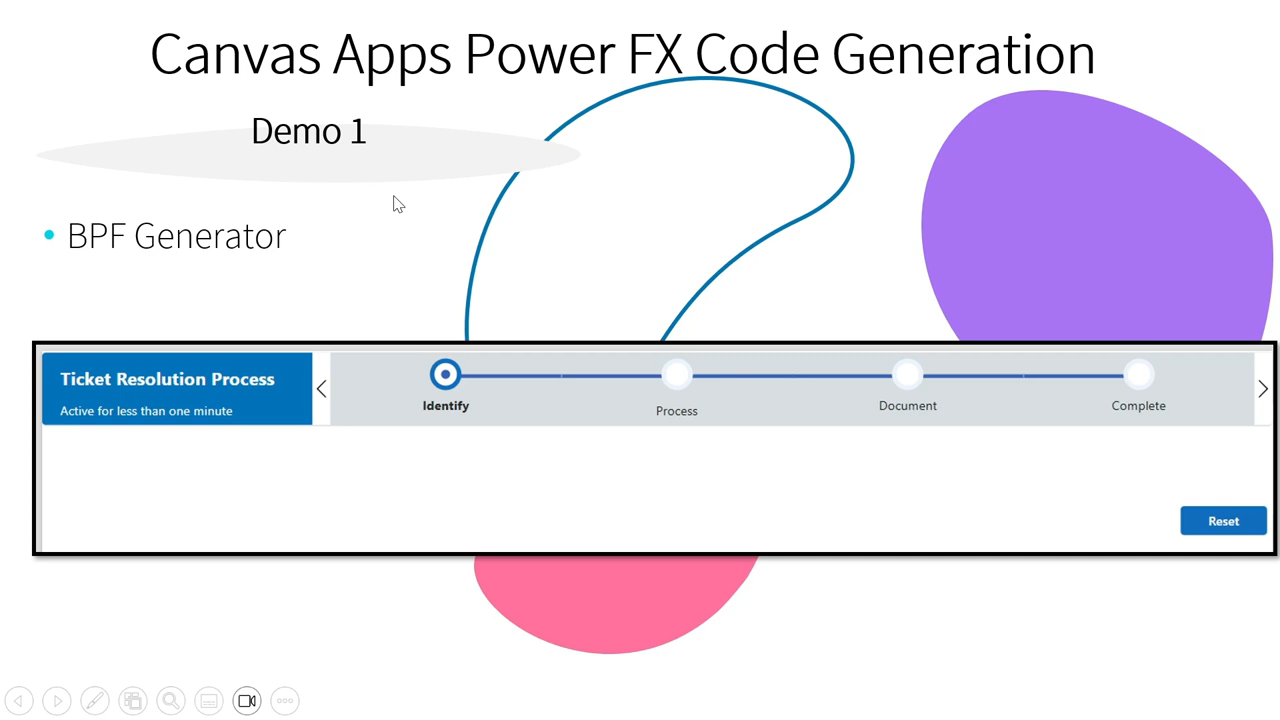 Canvas Apps Power FX Code Generation
Demo 1
• BPF Generator
Ticket Resolution Process
Active for less than one minute
Identify
Process
Document
Complete
Reset